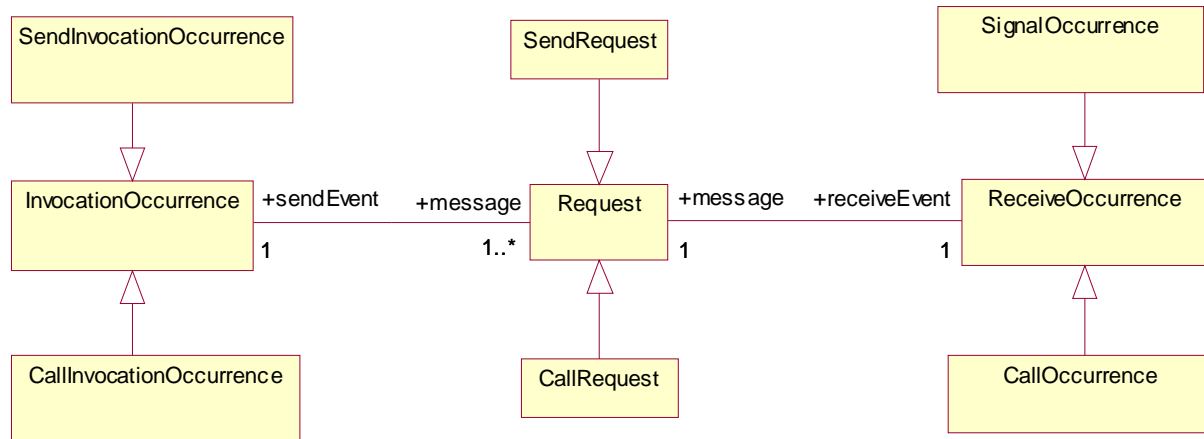 SendInvocationOccurrence
SendRequest
SignalOccurrence
InvocationOccurrence
+sendEvent
+message
Request
+message
+receiveEvent
ReceiveOccurrence
1
1..*
1
1
CallInvocationOccurrence
CallRequest
CallOccurrence